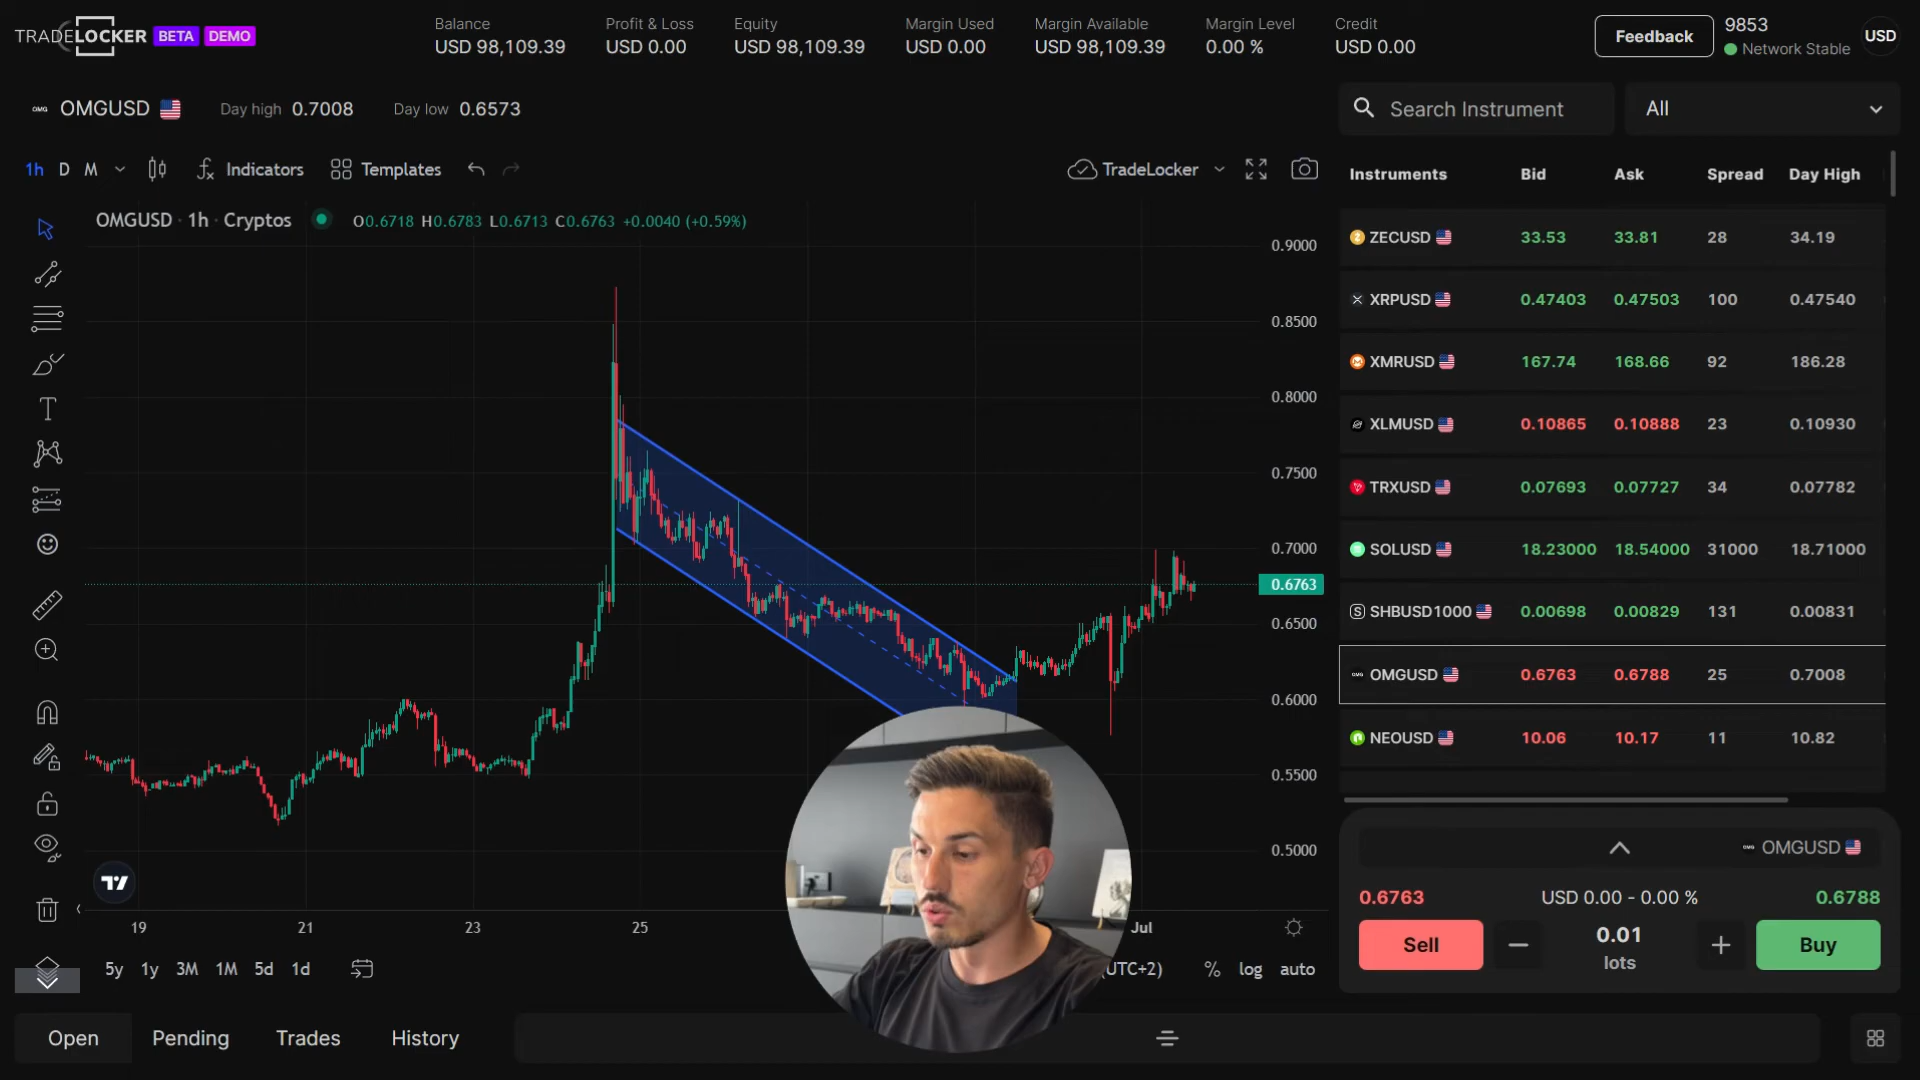 TRADELOCKER BETA DEMO
Balance
USD 98,109.39
Profit & Loss
USD 0.00
Equity
USD 98,109.39
Margin Used
USD 0.00
Margin Available
USD 98,109.39
Margin Level
0.00 %
Credit
USD 0.00
Feedback
9853
Network Stable
USD
OMG OMGUSD Day high 0.7008 Day low 0.6573
Search Instrument
All
1h D M Indicators Templates TradeLocker
OMGUSD · 1h · Cryptos O0.6718 H0.6783 L0.6713 C0.6763 +0.0040 (+0.59%)
0.9000
0.8500
0.8000
0.7500
0.7000
0.6763
0.6500
0.6000
0.5500
0.5000
19 21 23 25 Jul
5y 1y 3M 1M 5d 1d (UTC+2) % log auto
Instruments Bid Ask Spread Day High
ZECUSD 33.53 33.81 28 34.19
XRPUSD 0.47403 0.47503 100 0.47540
XMRUSD 167.74 168.66 92 186.28
XLMUSD 0.10865 0.10888 23 0.10930
TRXUSD 0.07693 0.07727 34 0.07782
SOLUSD 18.23000 18.54000 31000 18.71000
SHBUSD1000 0.00698 0.00829 131 0.00831
OMG OMGUSD 0.6763 0.6788 25 0.7008
NEOUSD 10.06 10.17 11 10.82
OMG OMGUSD
0.6763 USD 0.00 - 0.00 % 0.6788
Sell 0.01 lots Buy
Open Pending Trades History